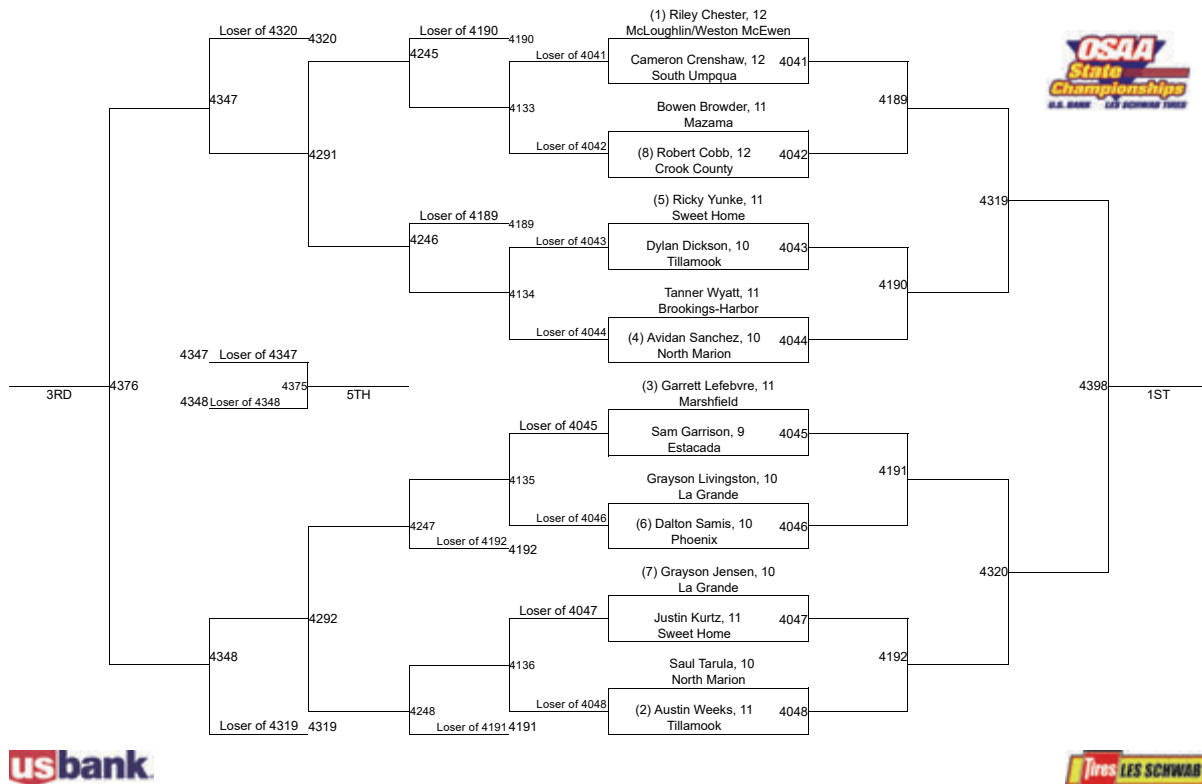 (1) Riley Chester, 12
McLoughlin/Weston McEwen
Loser of 4320
4320
Loser of 4190
4190
4245
Loser of 4041
Cameron Crenshaw, 12
4041
South Umpqua
OSAA
State
Championships
U.S. BANK LES SCHWAB TIRES
4347
4133
Bowen Browder, 11
Mazama
4189
4291
Loser of 4042
(8) Robert Cobb, 12
4042
Crook County
(5) Ricky Yunke, 11
Sweet Home
4319
Loser of 4189
4189
4246
Loser of 4043
Dylan Dickson, 10
4043
Tillamook
4134
Tanner Wyatt, 11
Brookings-Harbor
4190
Loser of 4044
(4) Avidan Sanchez, 10
4044
North Marion
4347
Loser of 4347
3RD
4376
4375
5TH
(3) Garrett Lefebvre, 11
Marshfield
4398
1ST
4348
Loser of 4348
Loser of 4045
Sam Garrison, 9
4045
Estacada
4135
Grayson Livingston, 10
La Grande
4191
4247
Loser of 4046
(6) Dalton Samis, 10
4046
Phoenix
Loser of 4192
4192
(7) Grayson Jensen, 10
La Grande
4320
4292
Loser of 4047
Justin Kurtz, 11
4047
Sweet Home
4348
4136
Saul Tarula, 10
North Marion
4192
4248
Loser of 4048
(2) Austin Weeks, 11
4048
Tillamook
Loser of 4319
4319
Loser of 4191
4191
usbank
Tires LES SCHWAB